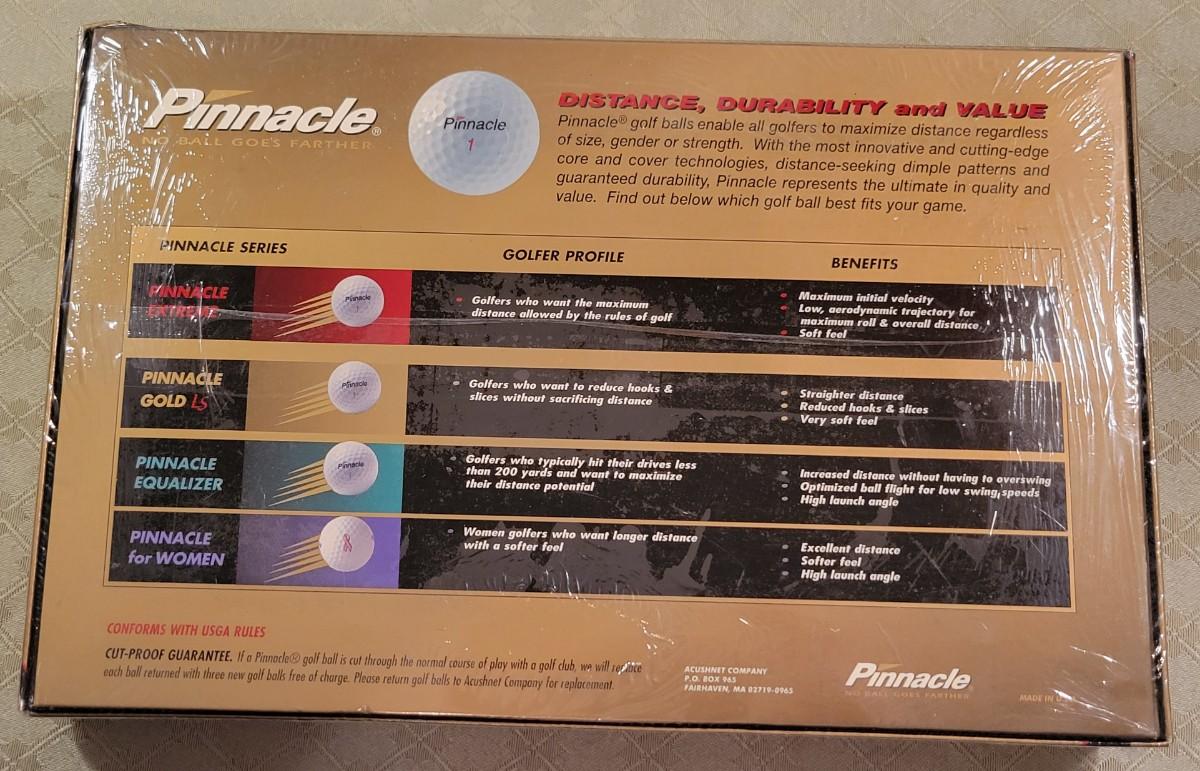 Pinnacle®
NO BALL GOES FARTHER
Pinnacle
1
DISTANCE, DURABILITY and VALUE
Pinnacle® golf balls enable all golfers to maximize distance regardless
of size, gender or strength. With the most innovative and cutting-edge
core and cover technologies, distance-seeking dimple patterns and
guaranteed durability, Pinnacle represents the ultimate in quality and
value. Find out below which golf ball best fits your game.
PINNACLE SERIES
GOLFER PROFILE
BENEFITS
PINNACLE
EXTREME
Pinnacle
• Golfers who want the maximum
distance allowed by the rules of golf
• Maximum initial velocity
• Low, aerodynamic trajectory for
maximum roll & overall distance
• Soft feel
PINNACLE
GOLD LS
Pinnacle
• Golfers who want to reduce hooks &
slices without sacrificing distance
• Straighter distance
• Reduced hooks & slices
• Very soft feel
PINNACLE
EQUALIZER
Pinnacle
• Golfers who typically hit their drives less
than 200 yards and want to maximize
their distance potential
• Increased distance without having to overswing
• Optimized ball flight for low swing speeds
• High launch angle
PINNACLE
for WOMEN
• Women golfers who want longer distance
with a softer feel
• Excellent distance
• Softer feel
• High launch angle
CONFORMS WITH USGA RULES
CUT-PROOF GUARANTEE. If a Pinnacle® golf ball is cut through the normal course of play with a golf club, we will replace
each ball returned with three new golf balls free of charge. Please return golf balls to Acushnet Company for replacement.
ACUSHNET COMPANY
P.O. BOX 965
FAIRHAVEN, MA 02719-0965
Pinnacle
NO BALL GOES FARTHER
MADE IN